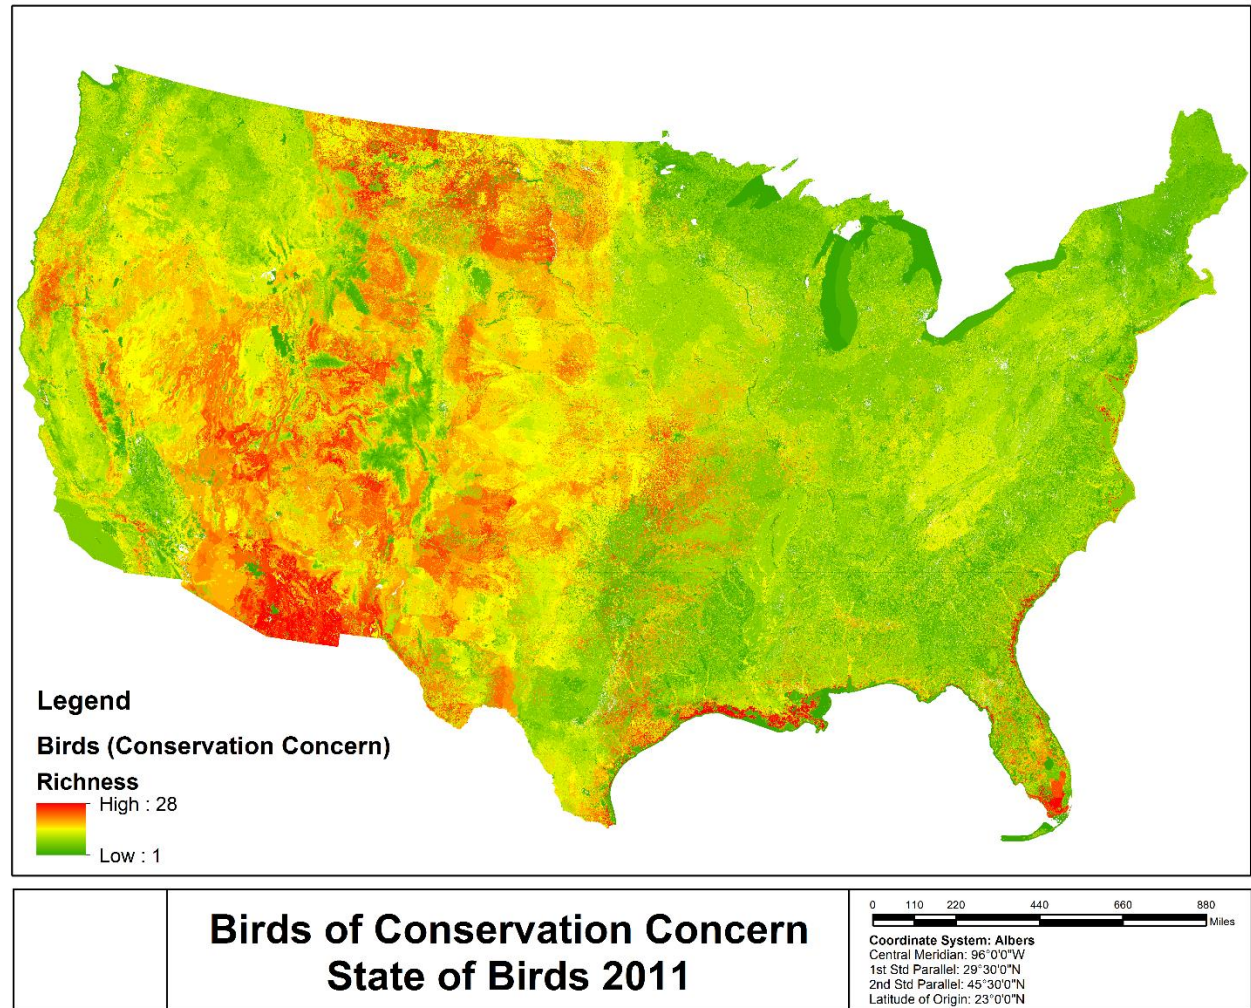 Legend
Birds (Conservation Concern)
Richness
High : 28
Low : 1
Birds of Conservation Concern
State of Birds 2011
0 110 220 440 660 880
Miles
Coordinate System: Albers
Central Meridian: 96°0'0"W
1st Std Parallel: 29°30'0"N
2nd Std Parallel: 45°30'0"N
Latitude of Origin: 23°0'0"N